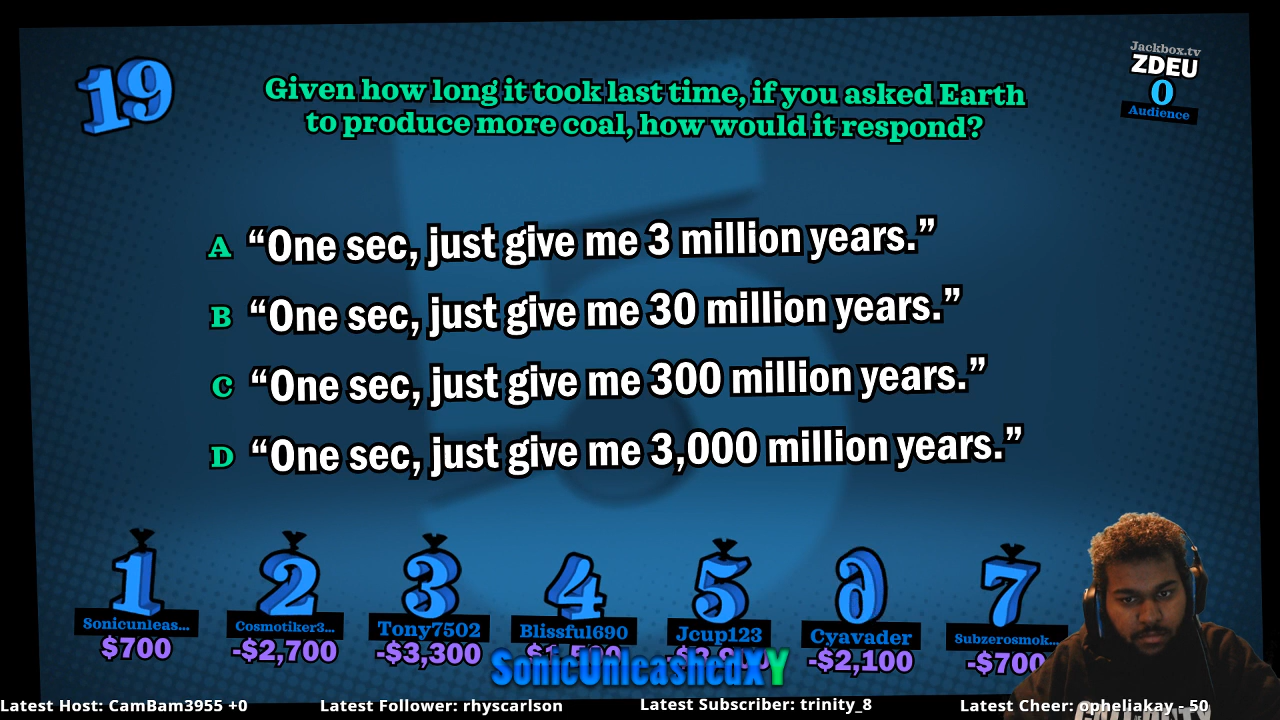 19
Given how long it took last time, if you asked Earth
to produce more coal, how would it respond?
Jackbox.tv
ZDEU
0
Audience
A "One sec, just give me 3 million years."
B "One sec, just give me 30 million years."
C "One sec, just give me 300 million years."
D "One sec, just give me 3,000 million years."
1 2 3 4 5 6 7
Sonicunleas... Cosmotiker3... Tony7502 Blissful690 Jcup123 Cyavader Subzerosmok...
$700 -$2,700 -$3,300 -$2,100 -$700
SonicUnleashedXY
Latest Host: CamBam3955 +0 Latest Follower: rhyscarlson Latest Subscriber: trinity_8 Latest Cheer: opheliakay - 50